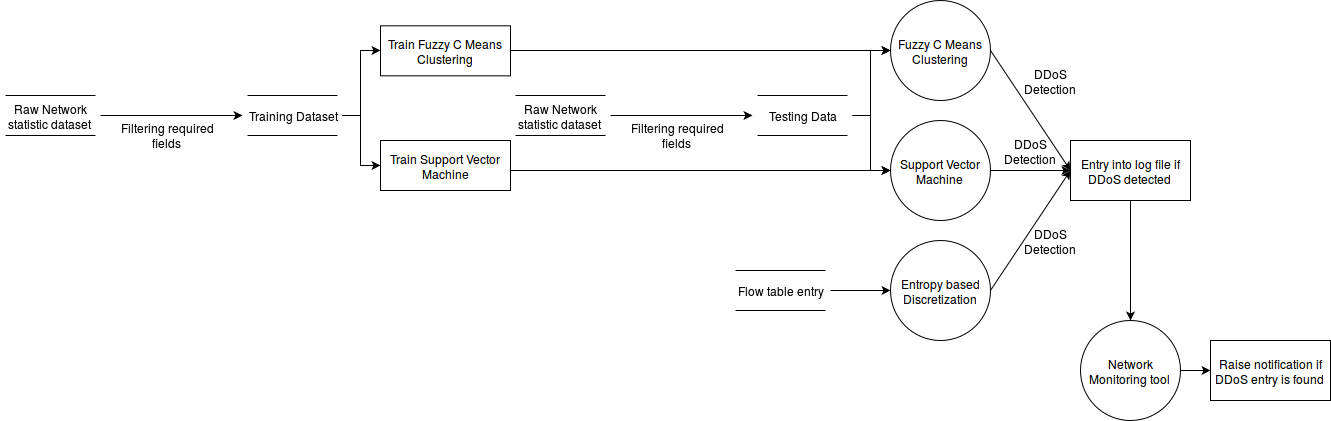 Raw Network
statistic dataset
Filtering required
fields
Training Dataset
Train Fuzzy C Means
Clustering
Train Support Vector
Machine
Raw Network
statistic dataset
Filtering required
fields
Testing Data
Fuzzy C Means
Clustering
Support Vector
Machine
Flow table entry
Entropy based
Discretization
DDoS
Detection
DDoS
Detection
DDoS
Detection
Entry into log file if
DDoS detected
Network
Monitoring tool
Raise notification if
DDoS entry is found